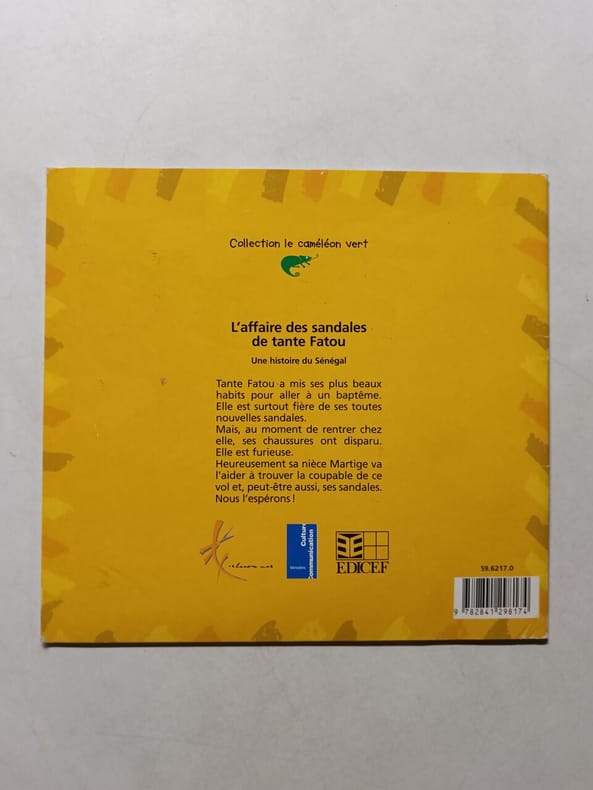 Collection le caméléon vert
L'affaire des sandales
de tante Fatou
Une histoire du Sénégal
Tante Fatou a mis ses plus beaux
habits pour aller à un baptême.
Elle est surtout fière de ses toutes
nouvelles sandales.
Mais, au moment de rentrer chez
elle, ses chaussures ont disparu.
Elle est furieuse.
Heureusement sa nièce Martige va
l'aider à trouver la coupable de ce
vol et, peut-être aussi, ses sandales.
Nous l'espérons !
Culture
Communication
EDICEF
59.6217.0
9 782841 298174